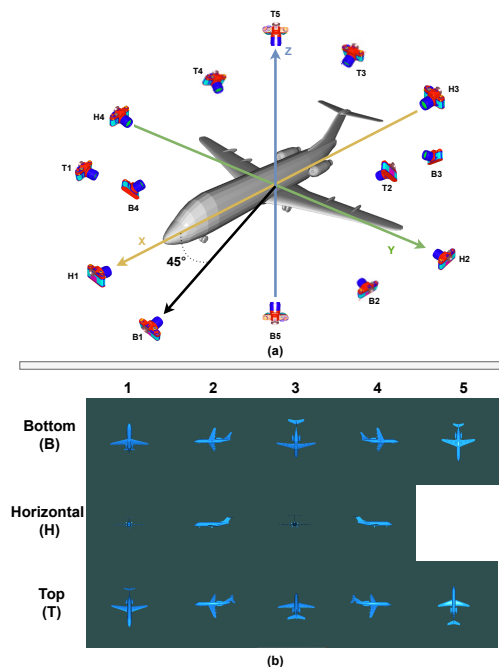 T5
Z
T4
T3
H4
H3
T1
B4
T2
B3
X
Y
H1
45°
H2
B1
B2
B5
(a)
1 2 3 4 5
Bottom
(B)
Horizontal
(H)
Top
(T)
(b)